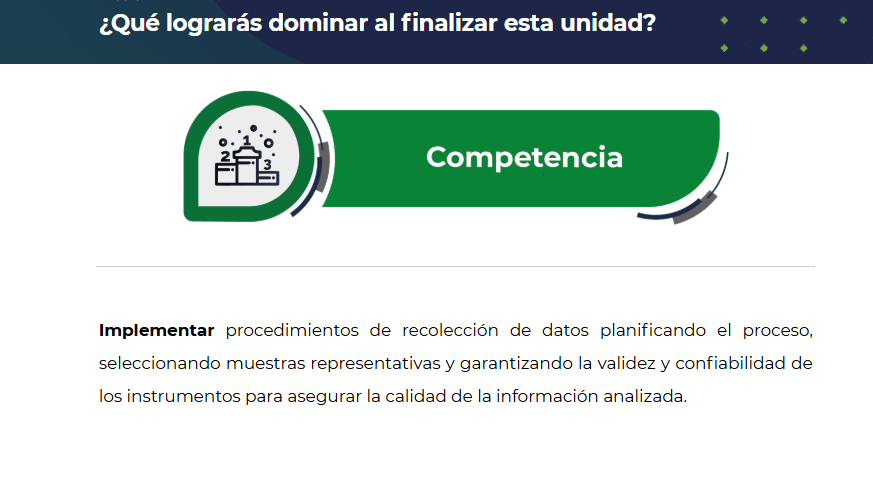 ¿Qué lograrás dominar al finalizar esta unidad?
1
2
3
Competencia
Implementar procedimientos de recolección de datos planificando el proceso,
seleccionando muestras representativas y garantizando la validez y confiabilidad de
los instrumentos para asegurar la calidad de la información analizada.